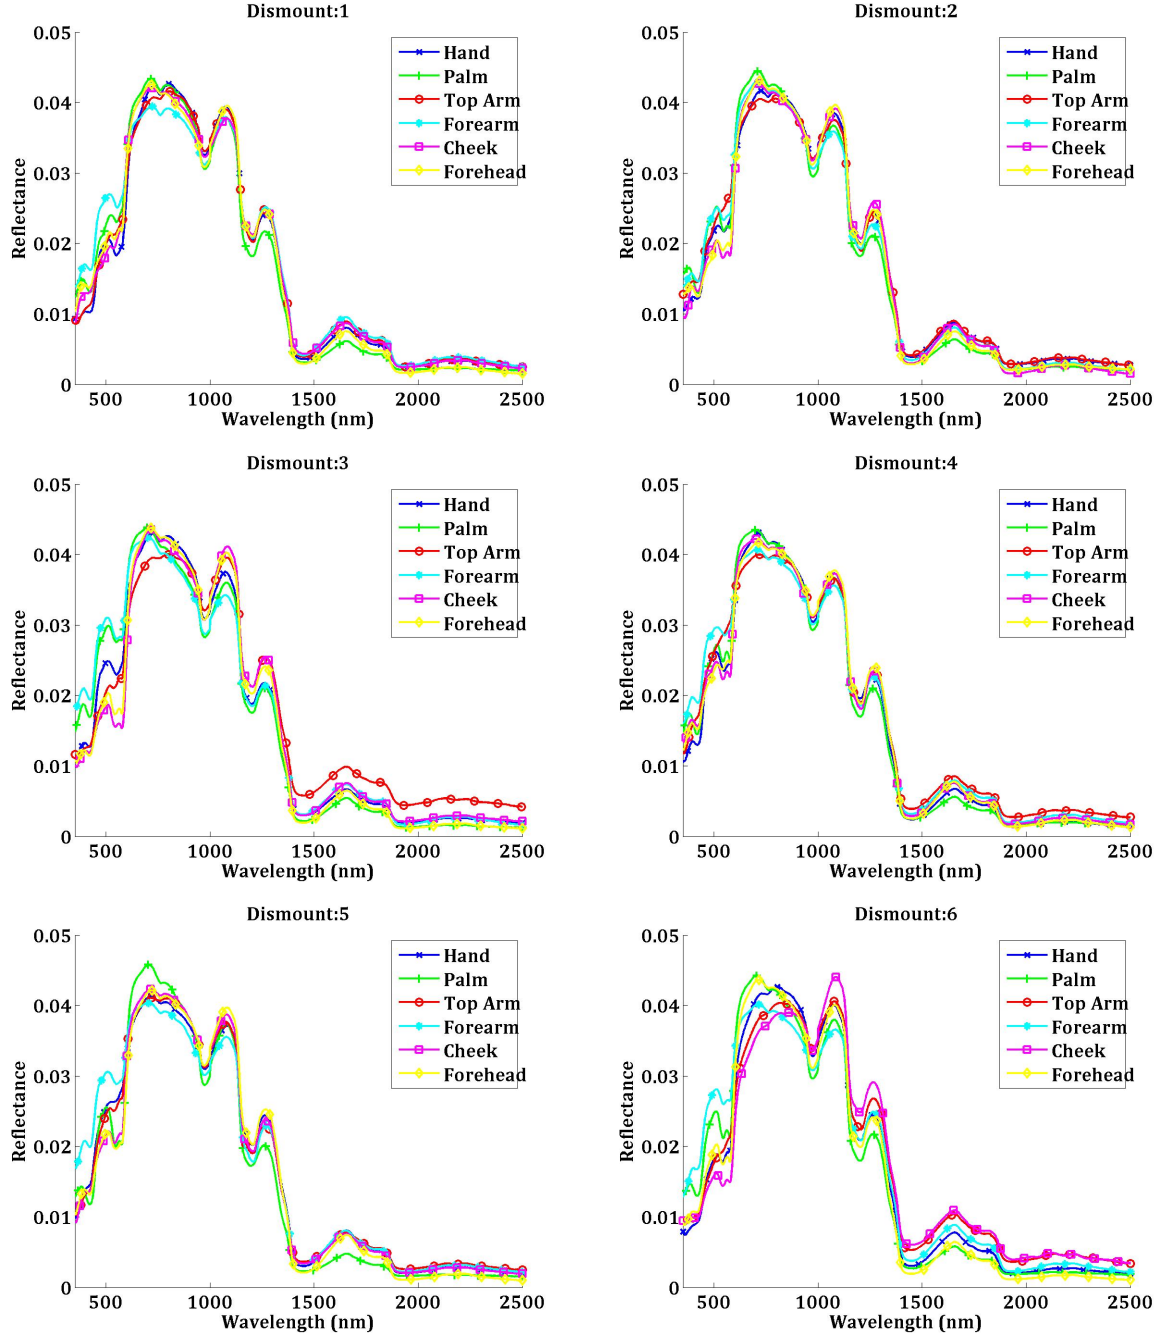 Dismount:1
0.05
0.04
0.03
0.02
0.01
0
Reflectance
500 1000 1500 2000 2500
Wavelength (nm)
Hand
Palm
Top Arm
Forearm
Cheek
Forehead
Dismount:2
0.05
0.04
0.03
0.02
0.01
0
Reflectance
500 1000 1500 2000 2500
Wavelength (nm)
Hand
Palm
Top Arm
Forearm
Cheek
Forehead
Dismount:3
0.05
0.04
0.03
0.02
0.01
0
Reflectance
500 1000 1500 2000 2500
Wavelength (nm)
Hand
Palm
Top Arm
Forearm
Cheek
Forehead
Dismount:4
0.05
0.04
0.03
0.02
0.01
0
Reflectance
500 1000 1500 2000 2500
Wavelength (nm)
Hand
Palm
Top Arm
Forearm
Cheek
Forehead
Dismount:5
0.05
0.04
0.03
0.02
0.01
0
Reflectance
500 1000 1500 2000 2500
Wavelength (nm)
Hand
Palm
Top Arm
Forearm
Cheek
Forehead
Dismount:6
0.05
0.04
0.03
0.02
0.01
0
Reflectance
500 1000 1500 2000 2500
Wavelength (nm)
Hand
Palm
Top Arm
Forearm
Cheek
Forehead